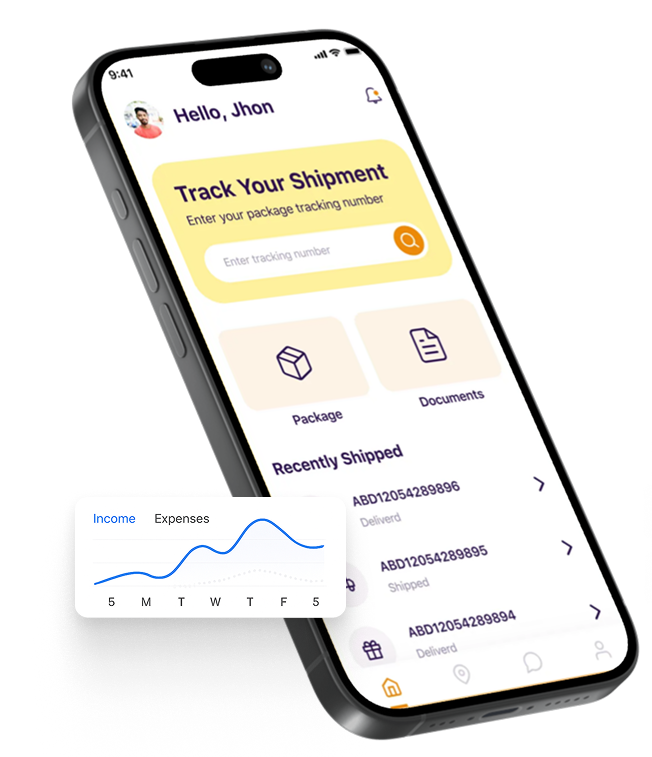 9:41
Hello, Jhon
Track Your Shipment
Enter your package tracking number
Enter tracking number
Package
Documents
Recently Shipped
ABD12054289896
Deliverd
ABD12054289895
Shipped
ABD12054289894
Deliverd
Income Expenses
5 M T W T F 5